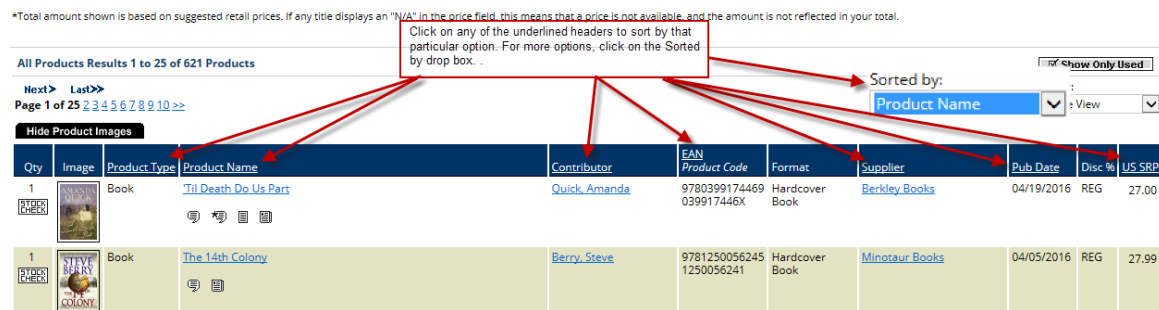 *Total amount shown is based on suggested retail prices. If any title displays an "N/A" in the price field, this means that a price is not available, and the amount is not reflected in your total.
Click on any of the underlined headers to sort by that
particular option. For more options, click on the Sorted
by drop box. .
All Products Results 1 to 25 of 621 Products
Show Only Used
Next> Last>>
Sorted by:
Page 1 of 25 2 3 4 5 6 7 8 9 10 >>
Product Name
View
Hide Product Images
Qty Image Product Type Product Name Contributor EAN Product Code Format Supplier Pub Date Disc % US SRP
1 Book 'Til Death Do Us Part Quick, Amanda 9780399174469 Hardcover Berkley Books 04/19/2016 REG 27.00
STOCK CHECK
AMANDA QUICK
039917446X Book
1 Book The 14th Colony Berry, Steve 9781250056245 Hardcover Minotaur Books 04/05/2016 REG 27.99
STOCK CHECK
STEVE BERRY
1250056241 Book
THE 14TH COLONY